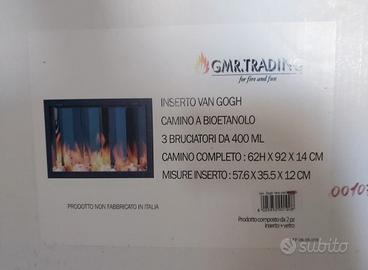 GMR.TRADING
for fire and fun
INSERTO VAN GOGH
CAMINO A BIOETANOLO
3 BRUCIATORI DA 400 ML
CAMINO COMPLETO : 62H X 92 X 14 CM
MISURE INSERTO : 57.6 X 35.5 X 12 CM
PRODOTTO NON FABBRICATO IN ITALIA
Prodotto composto da 2 pz
inserto + vetro
subito